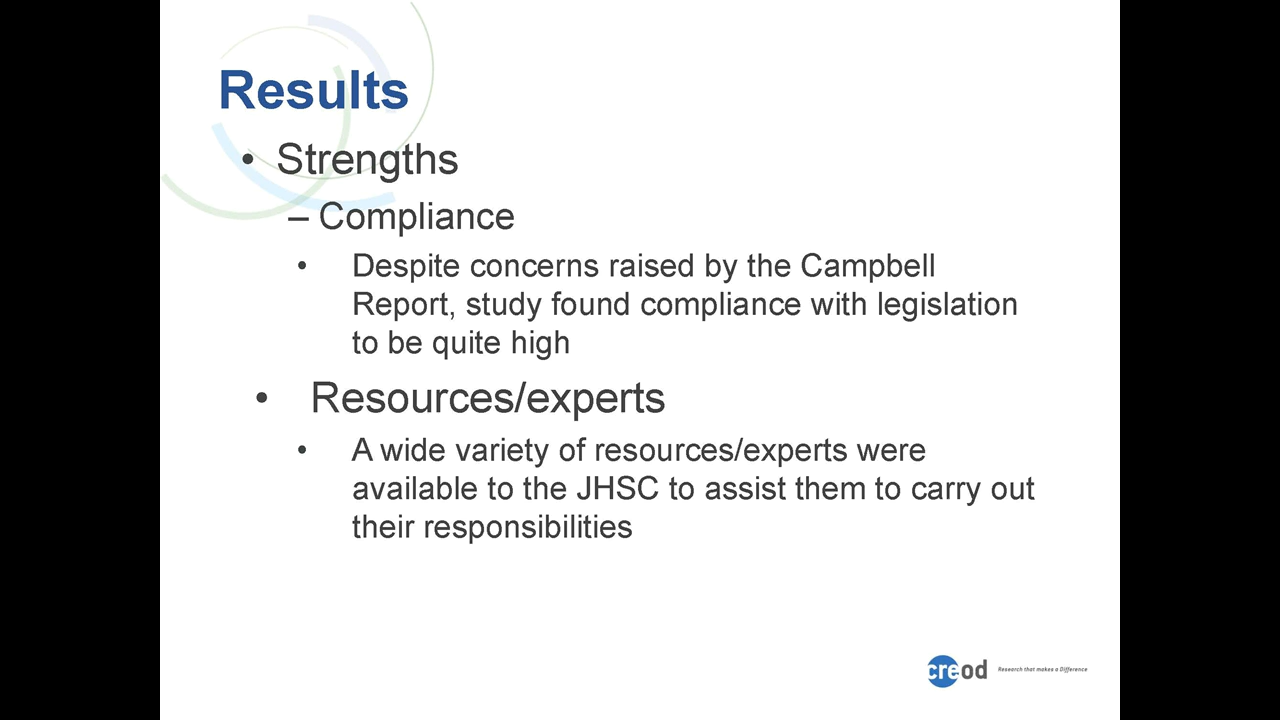 Results
• Strengths
– Compliance
• Despite concerns raised by the Campbell
Report, study found compliance with legislation
to be quite high
• Resources/experts
• A wide variety of resources/experts were
available to the JHSC to assist them to carry out
their responsibilities
creod Research that makes a Difference